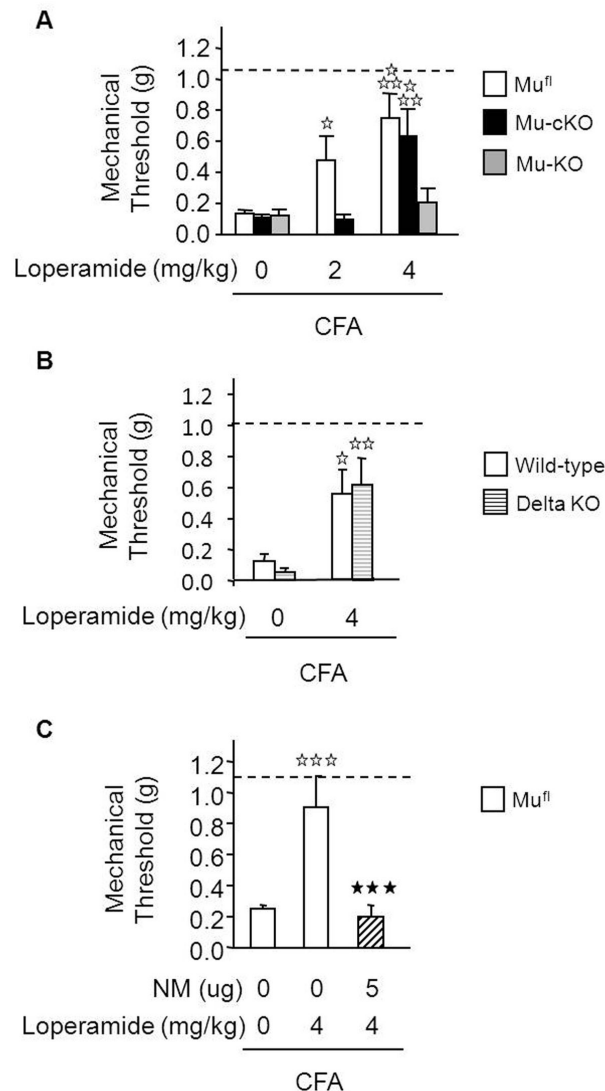 A
Mechanical
Threshold (g)
1.2
1.0
0.8
0.6
0.4
0.2
0.0
Mu^fl
Mu-cKO
Mu-KO
Loperamide (mg/kg) 0 2 4
CFA
B
Mechanical
Threshold (g)
1.2
1.0
0.8
0.6
0.4
0.2
0.0
Wild-type
Delta KO
Loperamide (mg/kg) 0 4
CFA
C
Mechanical
Threshold (g)
1.2
1.0
0.8
0.6
0.4
0.2
0.0
Mu^fl
NM (ug) 0 0 5
Loperamide (mg/kg) 0 4 4
CFA